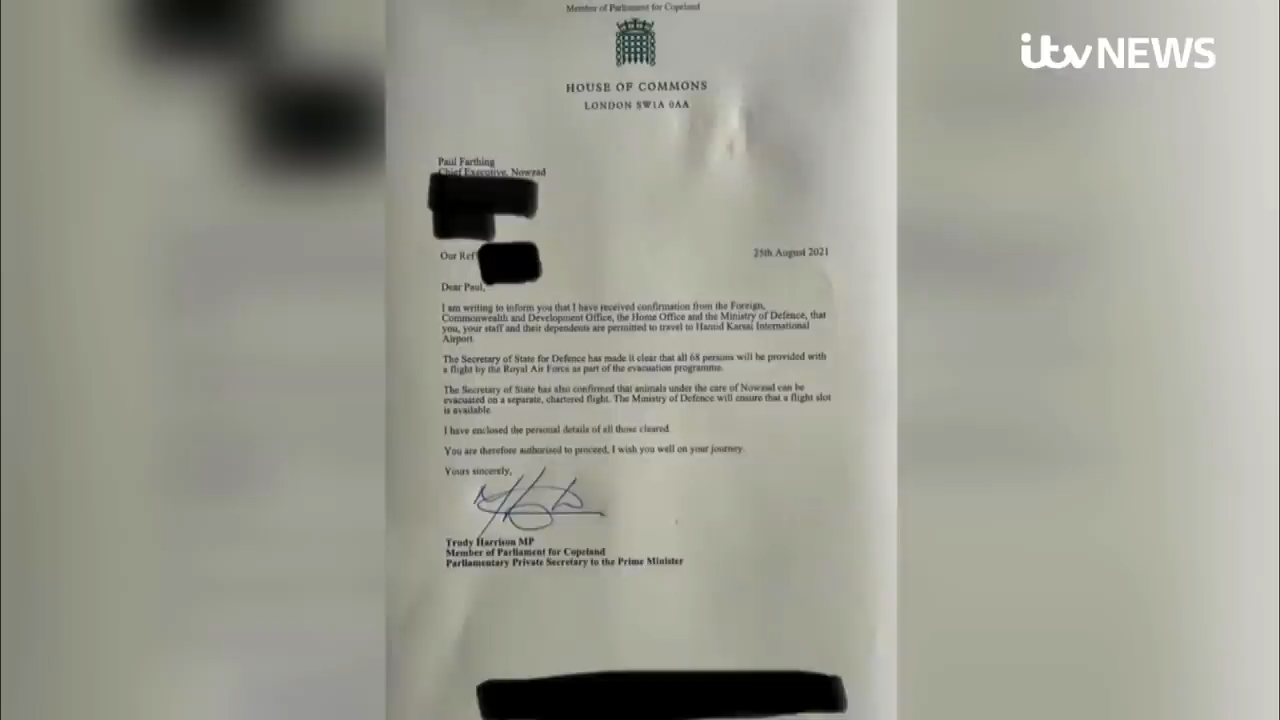 Member of Parliament for Copeland
itv NEWS
HOUSE OF COMMONS
LONDON SW1A 0AA
Paul Farthing
Chief Executive, Nowzad
Our Ref
25th August 2021
Dear Paul,
I am writing to inform you that I have received confirmation from the Foreign,
Commonwealth and Development Office, the Home Office and the Ministry of Defence, that
you, your staff and their dependents are permitted to travel to Hamid Karsai International
Airport.
The Secretary of State for Defence has made it clear that all 68 persons will be provided with
a flight by the Royal Air Force as part of the evacuation programme.
The Secretary of State has also confirmed that animals under the care of Nowzad can be
evacuated on a separate, chartered flight. The Ministry of Defence will ensure that a flight slot
is available.
I have enclosed the personal details of all those cleared.
You are therefore authorised to proceed, I wish you well on your journey.
Yours sincerely,
Trudy Harrison MP
Member of Parliament for Copeland
Parliamentary Private Secretary to the Prime Minister